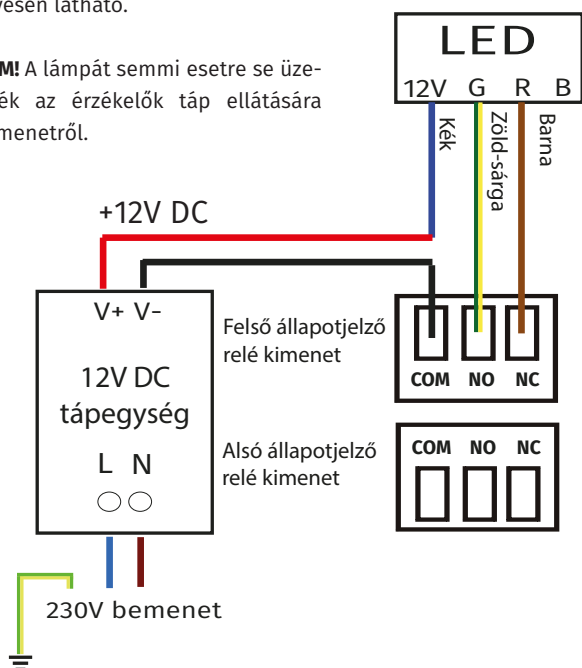 vesen látható.
M! A lámpát semmi esetre se üze-
ék az érzékelők táp ellátására
menetről.
LED
12V G R B
Kék
Zöld-sárga
Barna
+12V DC
V+ V-
12V DC
tápegység
L N
230V bemenet
Felső állapotjelző
relé kimenet
COM NO NC
Alsó állapotjelző
relé kimenet
COM NO NC